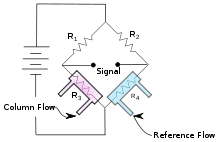 R1
R2
Signal
R3
R4
Column Flow
Reference Flow